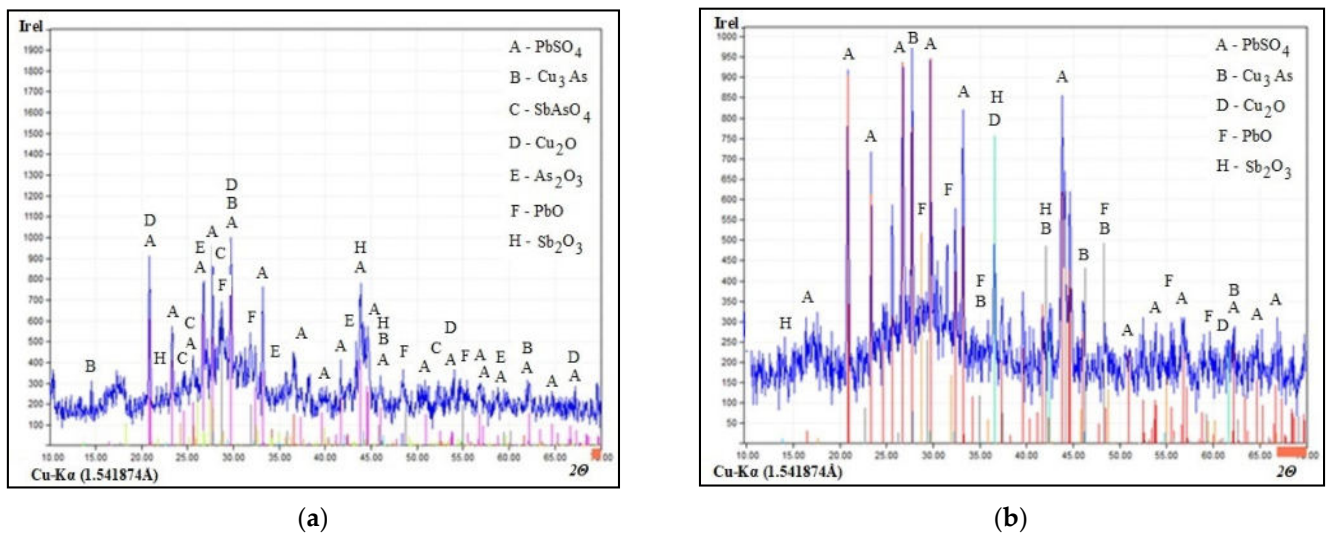 Irel
1900
1800
1700
1600
1500
1400
1300
1200
1100
1000
900
800
700
600
500
400
300
200
100
A - PbSO4
B - Cu3 As
C - SbAsO4
D - Cu2O
E - As2O3
F - PbO
H - Sb2O3
D
A
D
B
A
A
C
F
E
A
A
H
A
A
B
H
C
C
A
F
E
A
A
A
E
H
B
A
F
A
C
D
A
F
A
A
E
A
B
A
A
D
A
10.00 15.00 20.00 25.00 30.00 35.00 40.00 45.00 50.00 55.00 60.00 65.00
Cu-Kα (1.541874Å) 2Θ
(a)
Irel
1000
950
900
850
800
750
700
650
600
550
500
450
400
350
300
250
200
150
100
50
A - PbSO4
B - Cu3 As
D - Cu2O
F - PbO
H - Sb2O3
A
A
A
B
A
A
H
D
A
F
F
H
B
B
F
B
F
B
H
A
A
A
F
A
F
D
B
A
A
A
10.00 15.00 20.00 25.00 30.00 35.00 40.00 45.00 50.00 55.00 60.00 65.00
Cu-Kα (1.541874Å) 2Θ
(b)